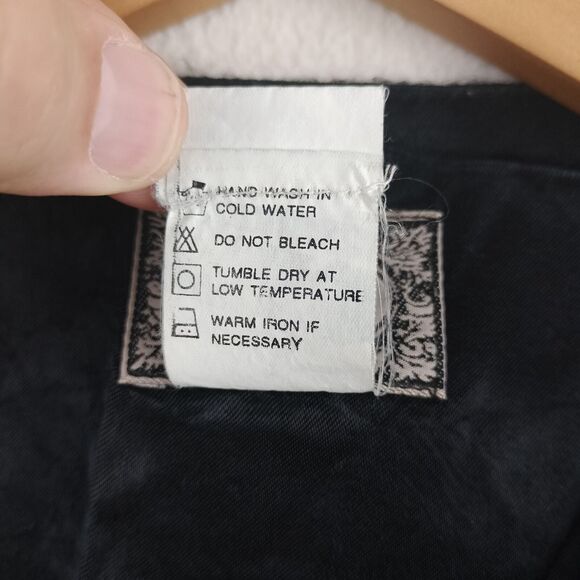 HAND WASH IN
COLD WATER
DO NOT BLEACH
TUMBLE DRY AT
LOW TEMPERATURE
WARM IRON IF
NECESSARY